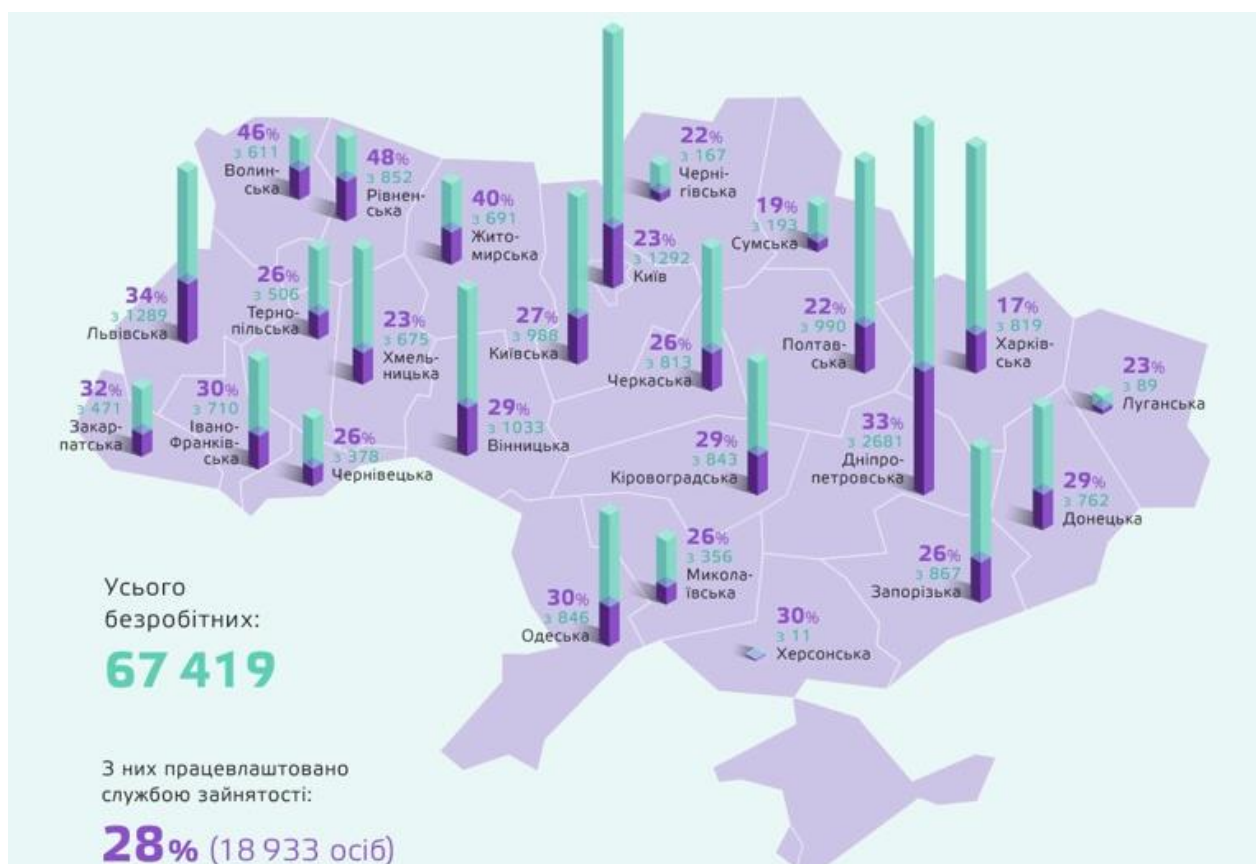 46%
з 611
Волин-
ська
48%
з 852
Рівнен-
ська
40%
з 691
Жито-
мирська
22%
з 167
Черні-
гівська
19%
з 193
Сумська
23%
з 1292
Київ
34%
з 1289
Львівська
26%
з 506
Терно-
пільська
23%
з 675
Хмель-
ницька
27%
з 988
Київська
26%
з 813
Черкаська
22%
з 990
Полтав-
ська
17%
з 819
Харків-
ська
23%
з 89
Луганська
32%
з 471
Закар-
патська
30%
з 710
Івано-
Франків-
ська
26%
з 378
Чернівецька
29%
з 1033
Вінницька
29%
з 843
Кіровоградська
33%
з 2681
Дніпро-
петровська
29%
з 762
Донецька
26%
з 867
Запорізька
26%
з 356
Микола-
ївська
30%
з 846
Одеська
30%
з 11
Херсонська
Усього
безробітних:
67 419
З них працевлаштовано
службою зайнятості:
28% (18 933 осіб)